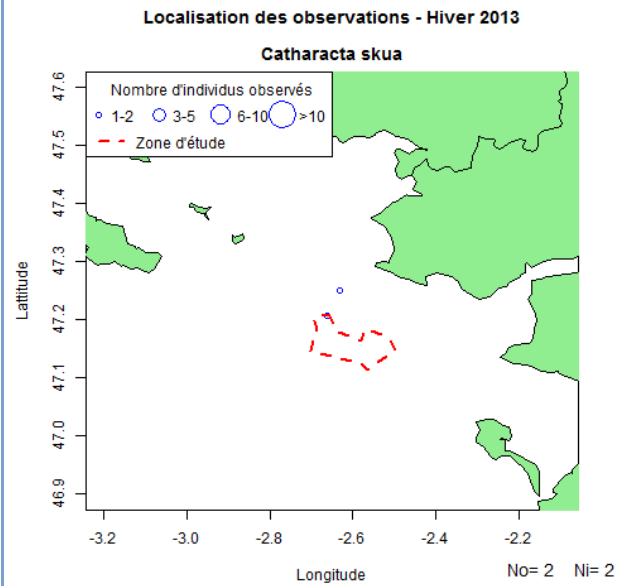 Localisation des observations - Hiver 2013
Catharacta skua
Nombre d'individus observés
1-2 3-5 6-10 >10
Zone d'étude
Lattitude
47.6
47.5
47.4
47.3
47.2
47.1
47.0
46.9
-3.2 -3.0 -2.8 -2.6 -2.4 -2.2
Longitude
No= 2 Ni= 2